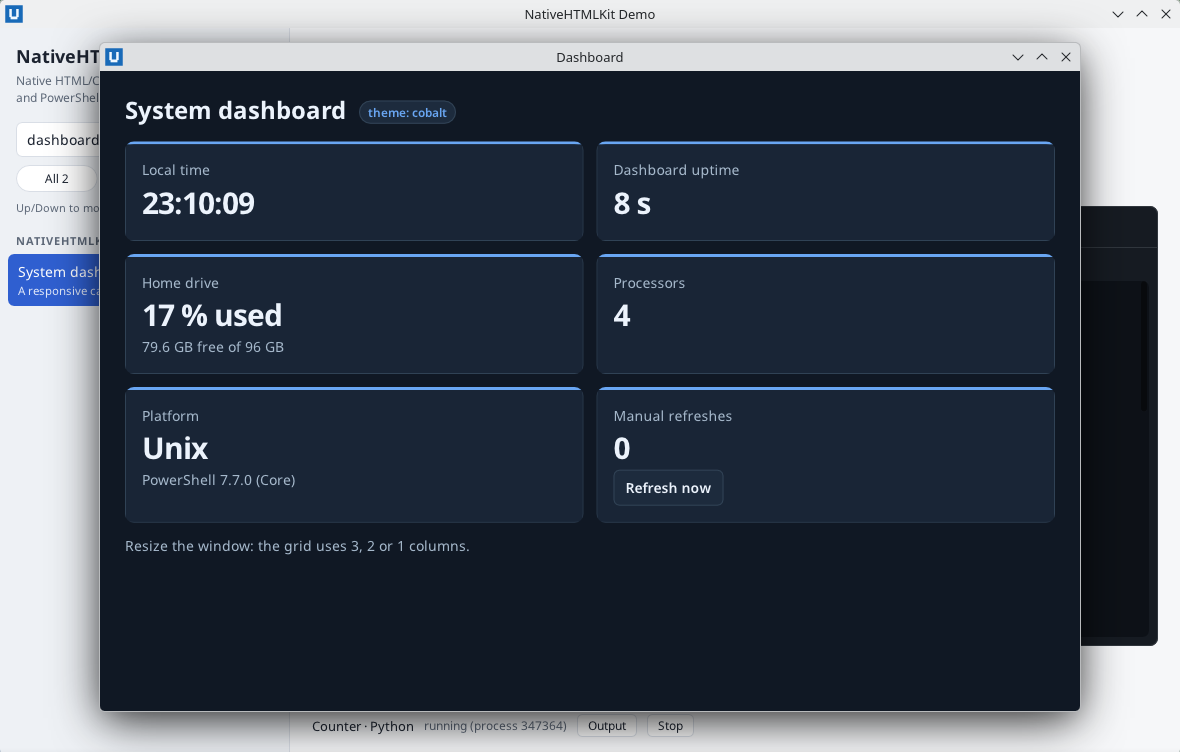 NativeHTMLKit Demo
NativeHT
Native HTML/C
and PowerShel
dashboard
All 2
Up/Down to mo
NATIVEHTMLK
System dash
A responsive ca
Dashboard
System dashboard
theme: cobalt
Local time
23:10:09
Dashboard uptime
8 s
Home drive
17 % used
79.6 GB free of 96 GB
Processors
4
Platform
Unix
PowerShell 7.7.0 (Core)
Manual refreshes
0
Refresh now
Resize the window: the grid uses 3, 2 or 1 columns.
Counter · Python running (process 347364) Output Stop